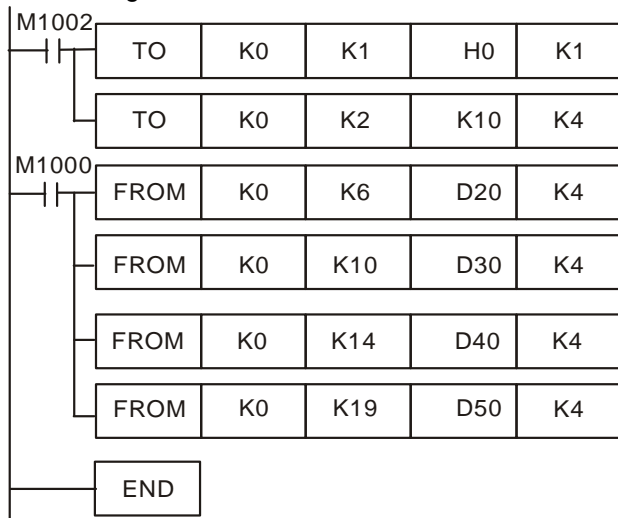 M1002
TO K0 K1 H0 K1
TO K0 K2 K10 K4
M1000
FROM K0 K6 D20 K4
FROM K0 K10 D30 K4
FROM K0 K14 D40 K4
FROM K0 K19 D50 K4
END